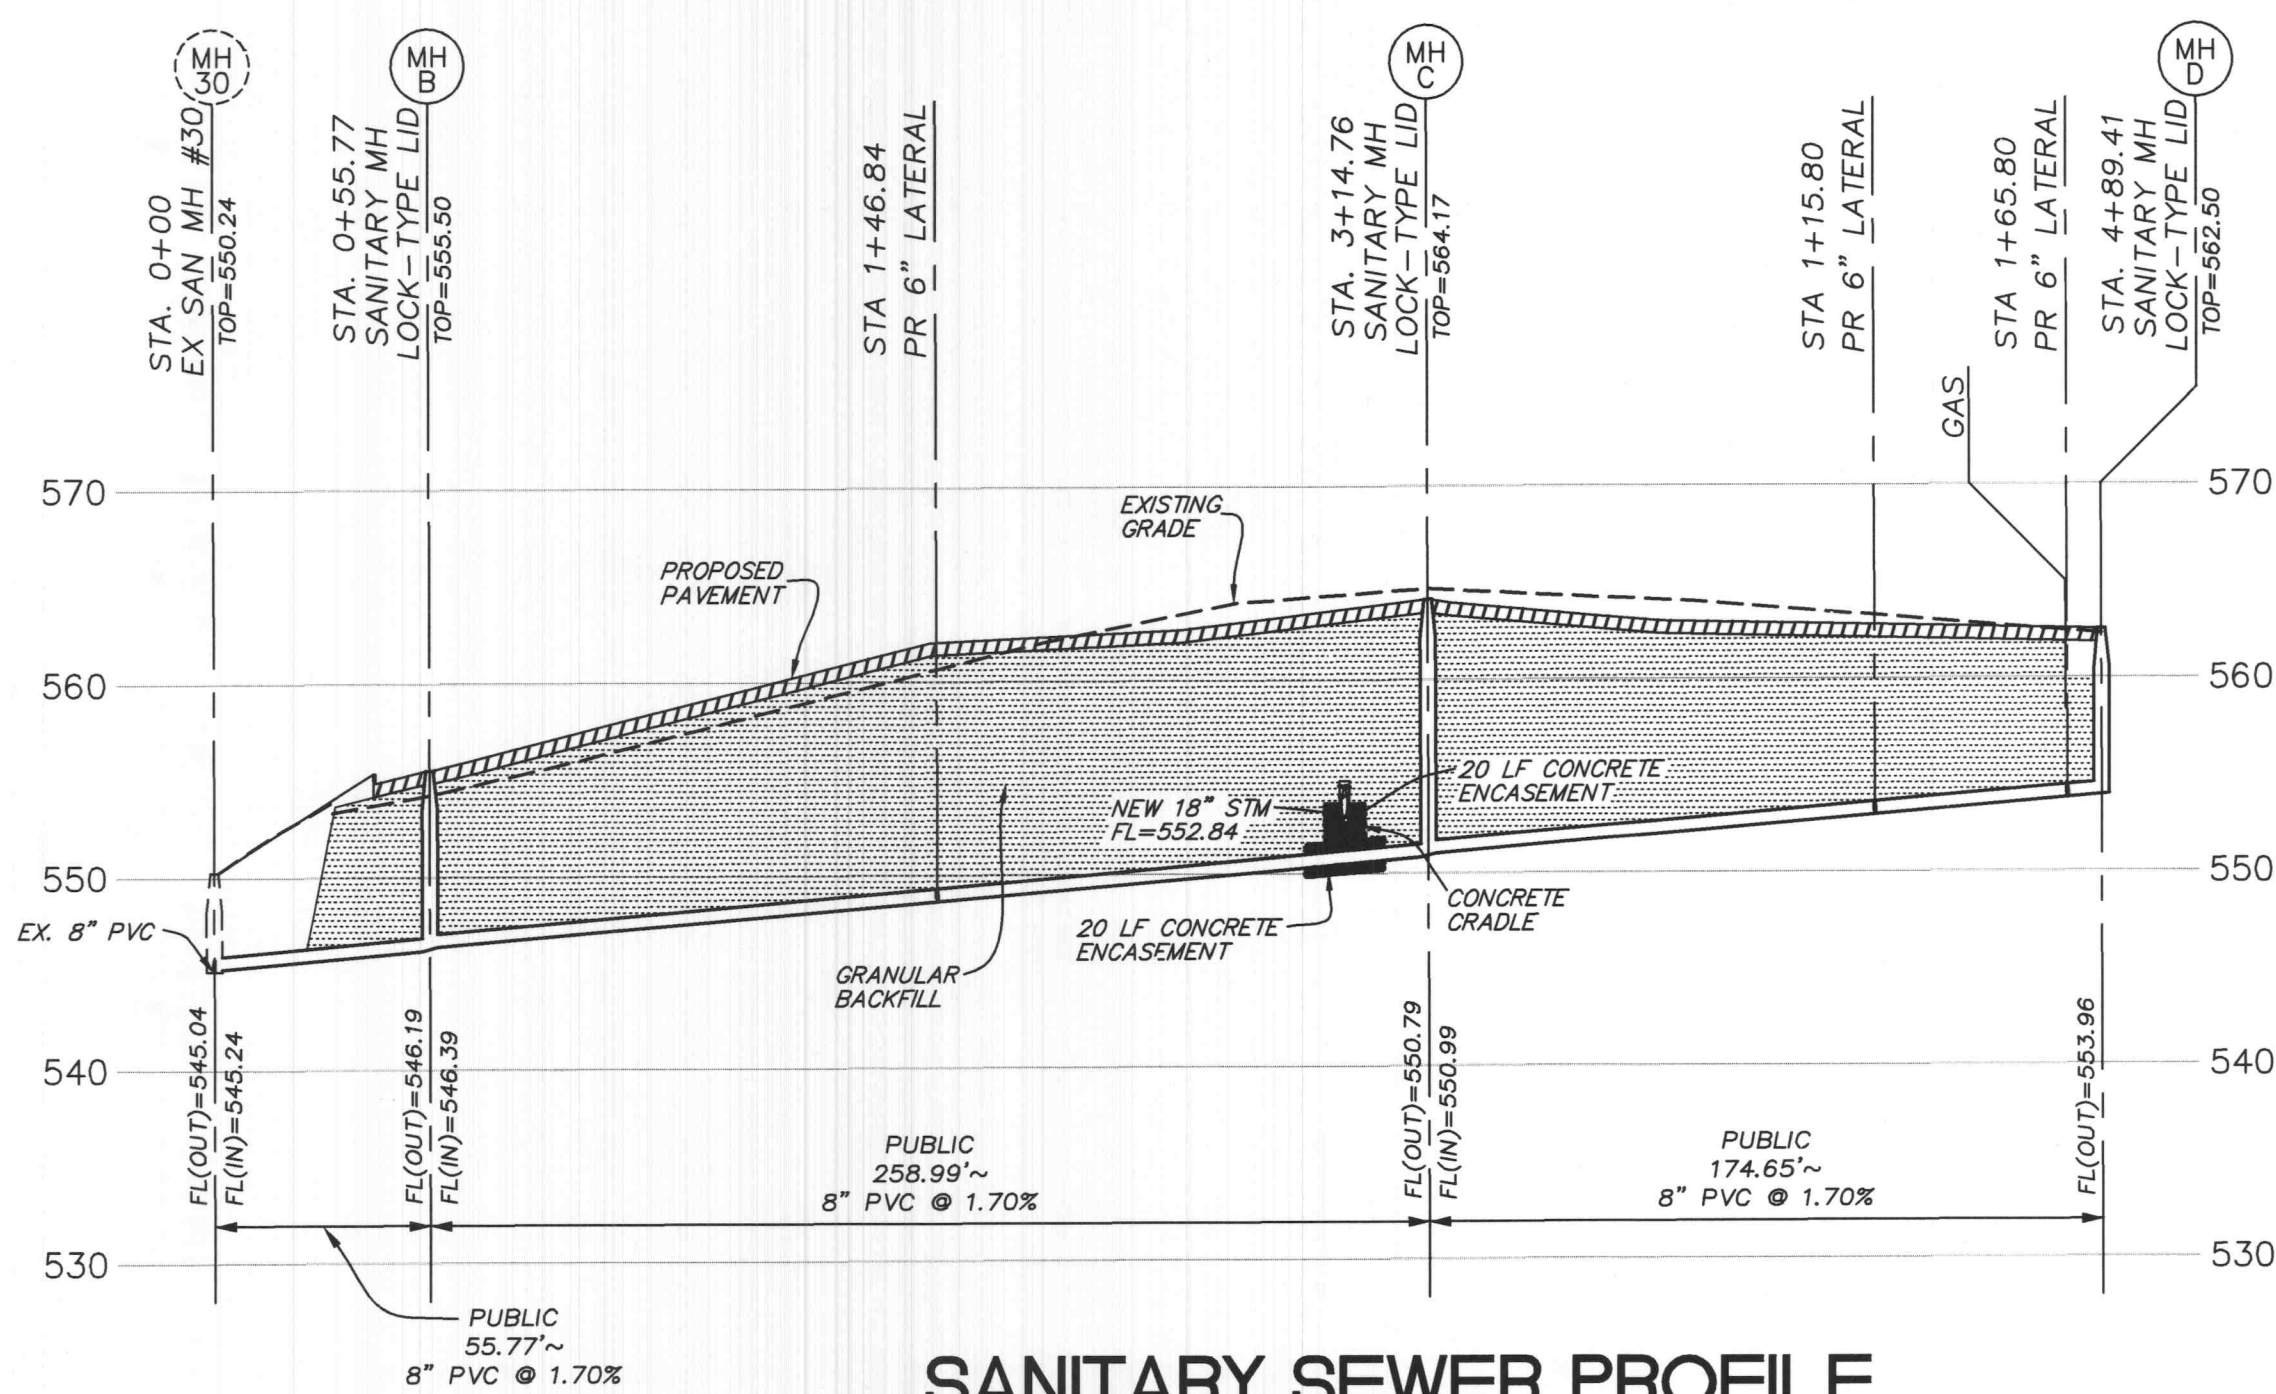 MH
30
MH
B
MH
C
MH
D
STA. 0+00
EX SAN MH #30
TOP=550.24
STA. 0+55.77
SANITARY MH
LOCK-TYPE LID
TOP=555.50
STA 1+46.84
PR 6" LATERAL
STA. 3+14.76
SANITARY MH
LOCK-TYPE LID
TOP=564.17
STA 1+15.80
PR 6" LATERAL
STA 1+65.80
PR 6" LATERAL
STA. 4+89.41
SANITARY MH
LOCK-TYPE LID
TOP=562.50
GAS
570
570
EXISTING
GRADE
PROPOSED
PAVEMENT
560
560
20 LF CONCRETE
ENCASEMENT
NEW 18" STM
FL=552.84
550
550
EX. 8" PVC
CONCRETE
CRADLE
20 LF CONCRETE
ENCASEMENT
GRANULAR
BACKFILL
FL(OUT)=545.04
FL(IN)=545.24
FL(OUT)=546.19
FL(IN)=546.39
FL(OUT)=550.79
FL(IN)=550.99
FL(OUT)=553.96
540
540
PUBLIC
258.99'~
8" PVC @ 1.70%
PUBLIC
174.65'~
8" PVC @ 1.70%
530
530
PUBLIC
55.77'~
8" PVC @ 1.70%
SANITARY SEWER PROFILE